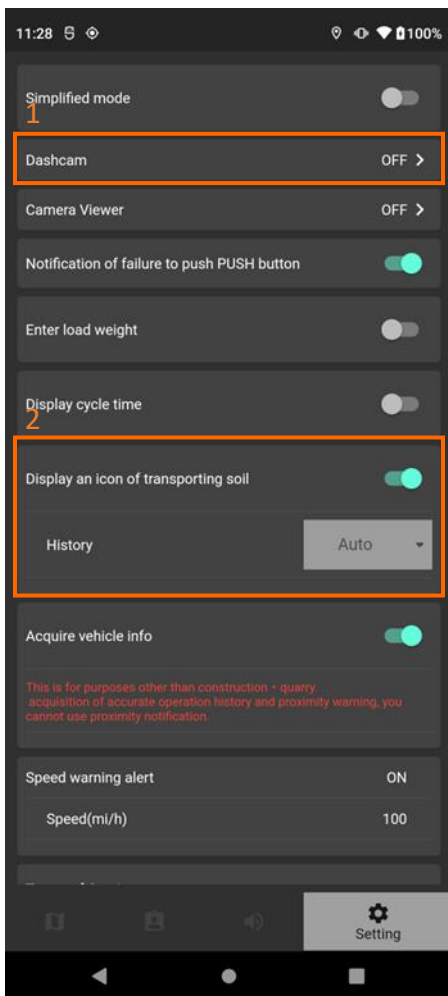 11:28
100%
Simplified mode
1
Dashcam OFF
Camera Viewer OFF
Notification of failure to push PUSH button
Enter load weight
Display cycle time
2
Display an icon of transporting soil
History Auto
Acquire vehicle info
This is for purposes other than construction・quarry.
acquisition of accurate operation history and proximity warning, you
cannot use proximity notification.
Speed warning alert ON
Speed(mi/h) 100
Setting